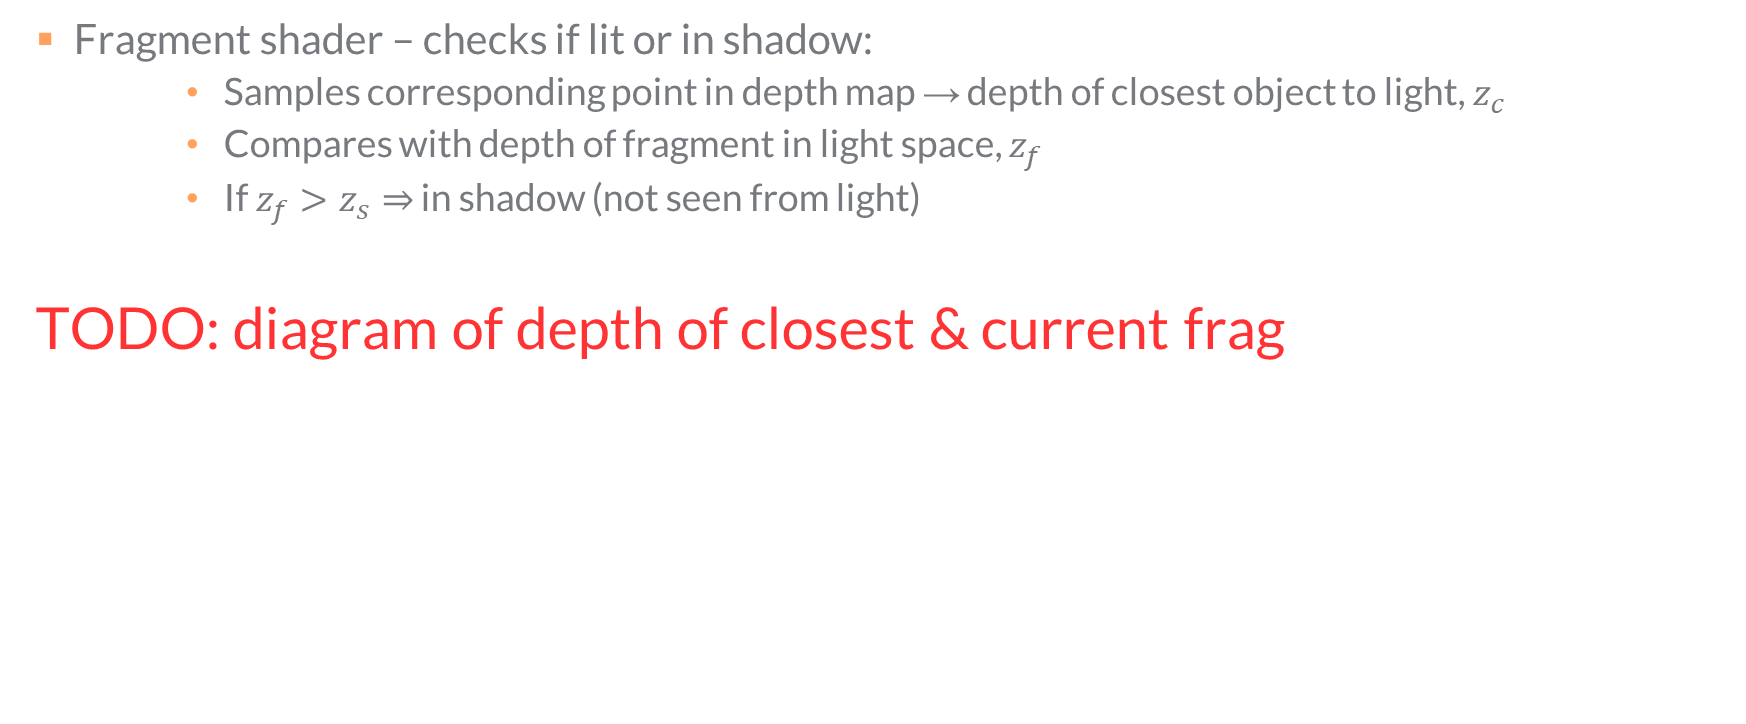 ▪ Fragment shader – checks if lit or in shadow:
• Samples corresponding point in depth map → depth of closest object to light, z_c
• Compares with depth of fragment in light space, z_f
• If z_f > z_s ⇒ in shadow (not seen from light)
TODO: diagram of depth of closest & current frag